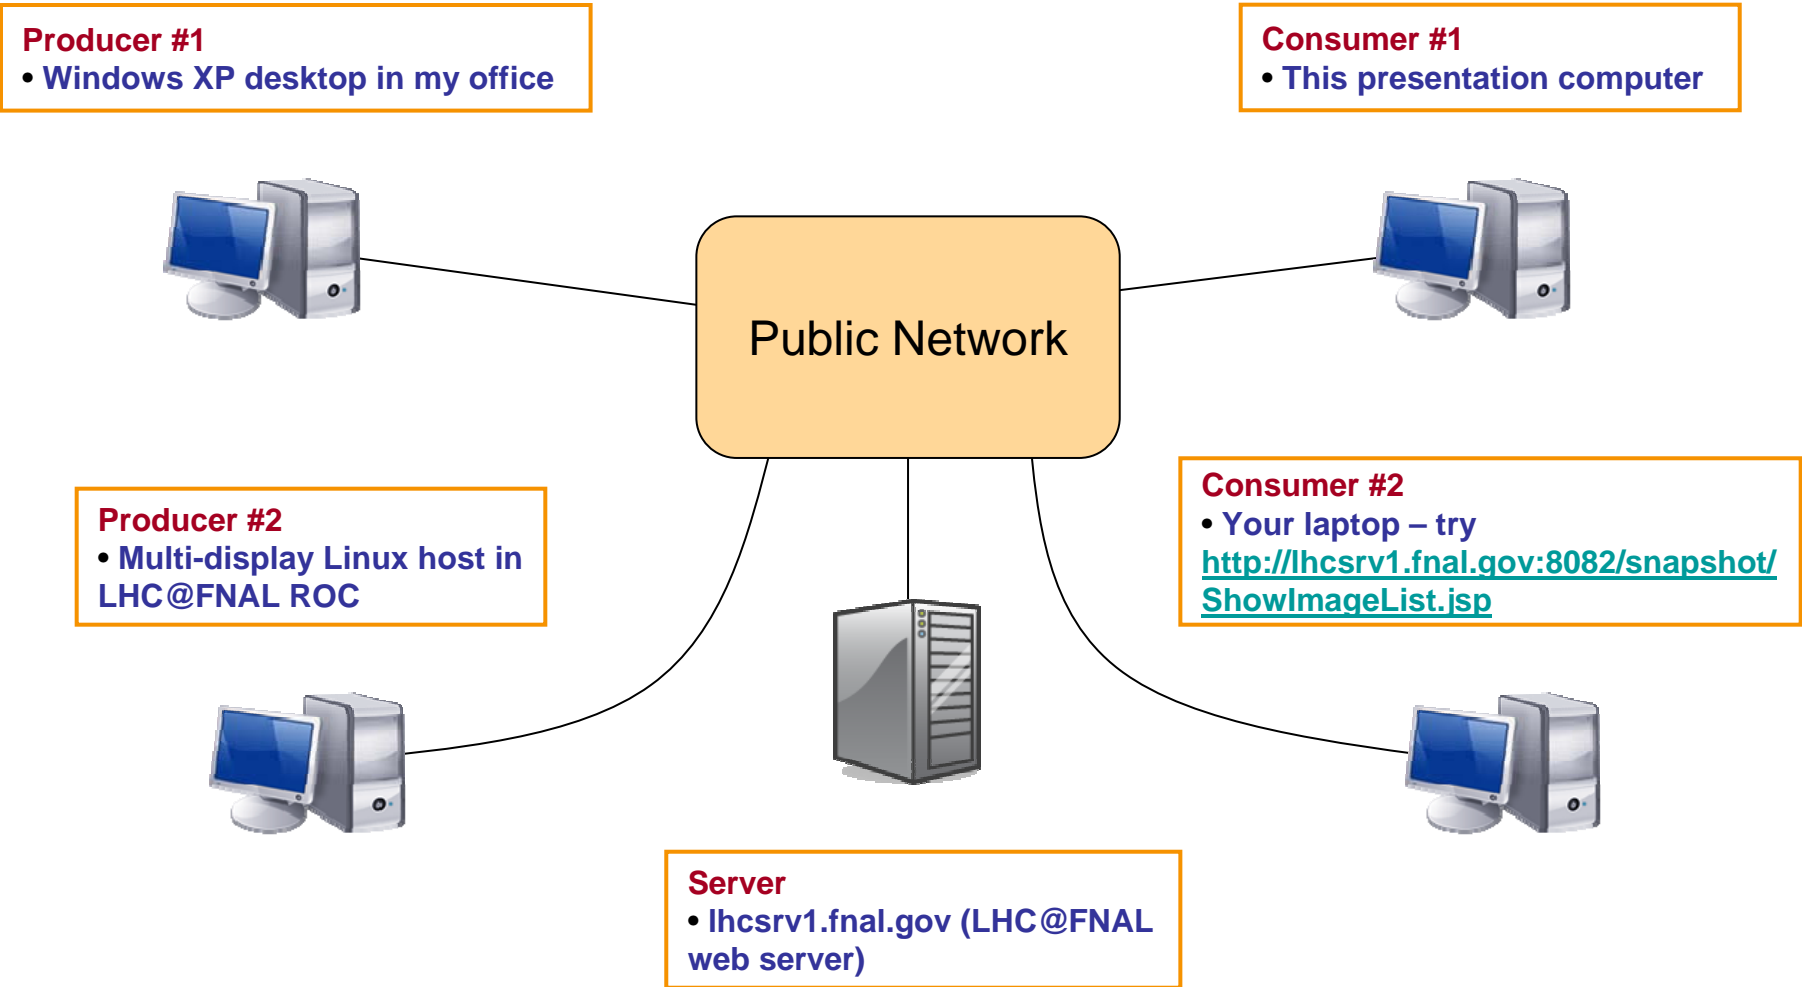 Producer #1
• Windows XP desktop in my office
Consumer #1
• This presentation computer
Public Network
Producer #2
• Multi-display Linux host in
LHC@FNAL ROC
Consumer #2
• Your laptop – try
http://lhcsrv1.fnal.gov:8082/snapshot/
ShowImageList.jsp
Server
• lhcsrv1.fnal.gov (LHC@FNAL
web server)